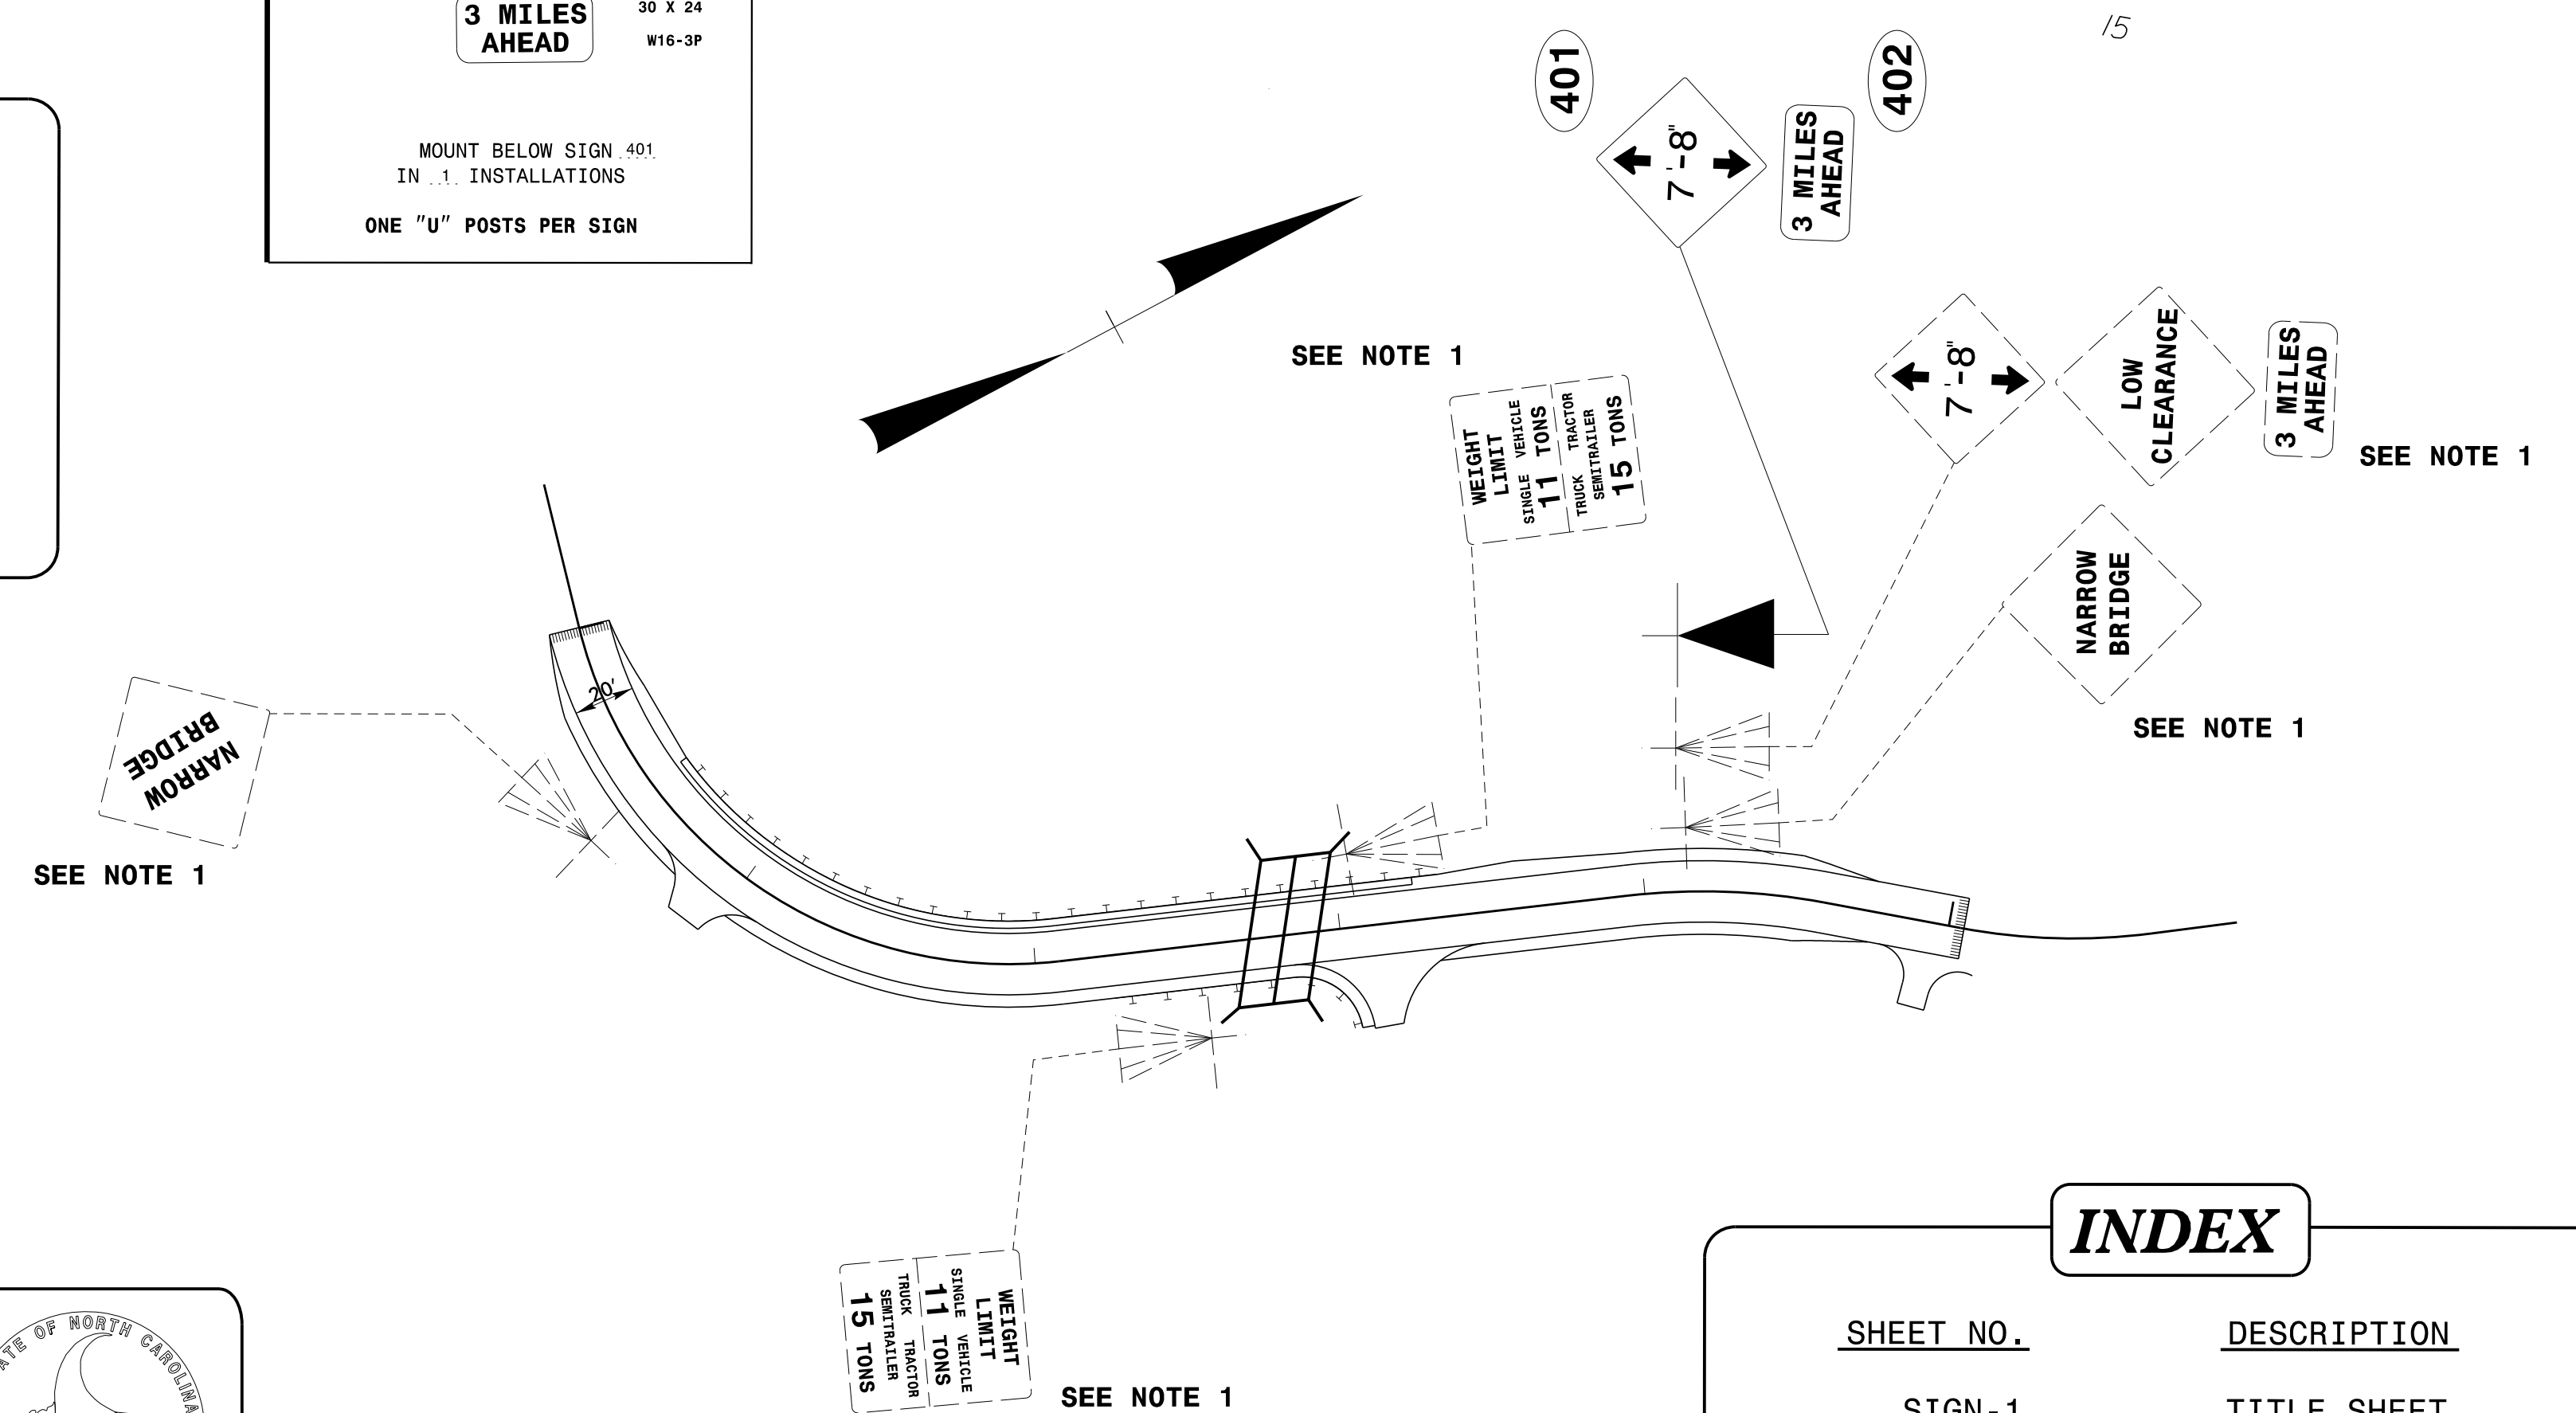 3 MILES
AHEAD
30 X 24
W16-3P
MOUNT BELOW SIGN 401
IN 1 INSTALLATIONS
ONE "U" POSTS PER SIGN
15
401
402
7'-8"
3 MILES
AHEAD
SEE NOTE 1
WEIGHT
LIMIT
SINGLE VEHICLE
11 TONS
TRUCK TRACTOR
SEMITRAILER
15 TONS
7'-8"
LOW
CLEARANCE
3 MILES
AHEAD
SEE NOTE 1
NARROW
BRIDGE
SEE NOTE 1
20'
NARROW
BRIDGE
SEE NOTE 1
WEIGHT
LIMIT
SINGLE VEHICLE
11 TONS
TRUCK TRACTOR
SEMITRAILER
15 TONS
SEE NOTE 1
INDEX
SHEET NO. DESCRIPTION
SIGN-1 TITLE SHEET
OF NORTH CAROLINA